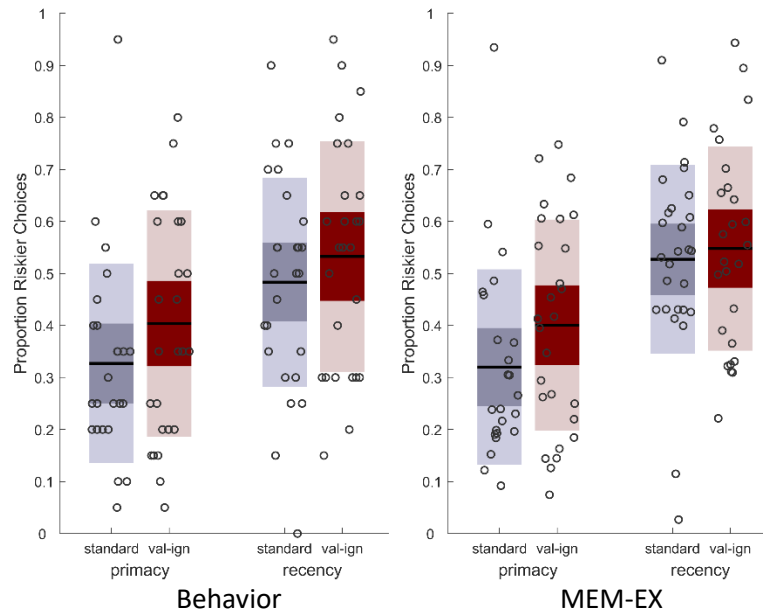 Proportion Riskier Choices
1
0.9
0.8
0.7
0.6
0.5
0.4
0.3
0.2
0.1
0
standard val-ign standard val-ign
primacy recency
Behavior
Proportion Riskier Choices
1
0.9
0.8
0.7
0.6
0.5
0.4
0.3
0.2
0.1
0
standard val-ign standard val-ign
primacy recency
MEM-EX